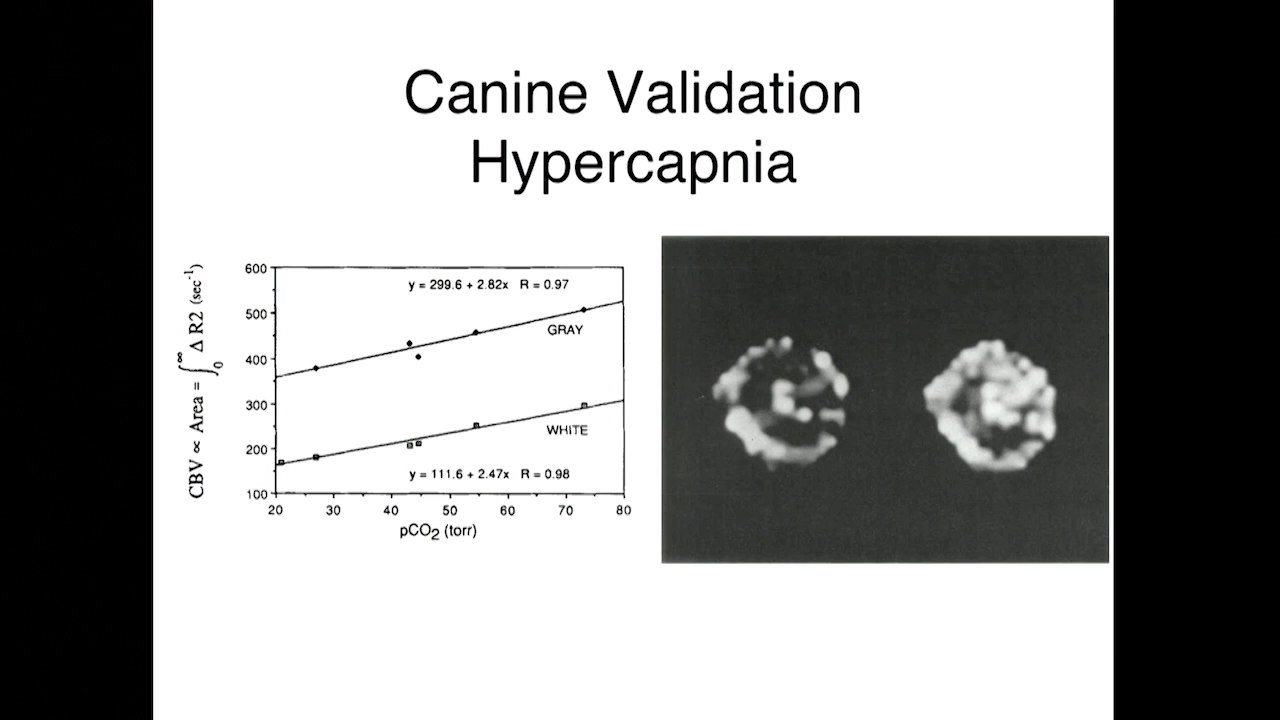 Canine Validation
Hypercapnia
CBV ∝ Area = ∫₀^∞ Δ R2 (sec⁻¹)
600
500
400
300
200
100
y = 299.6 + 2.82x R = 0.97
GRAY
WHITE
y = 111.6 + 2.47x R = 0.98
20 30 40 50 60 70 80
pCO₂ (torr)